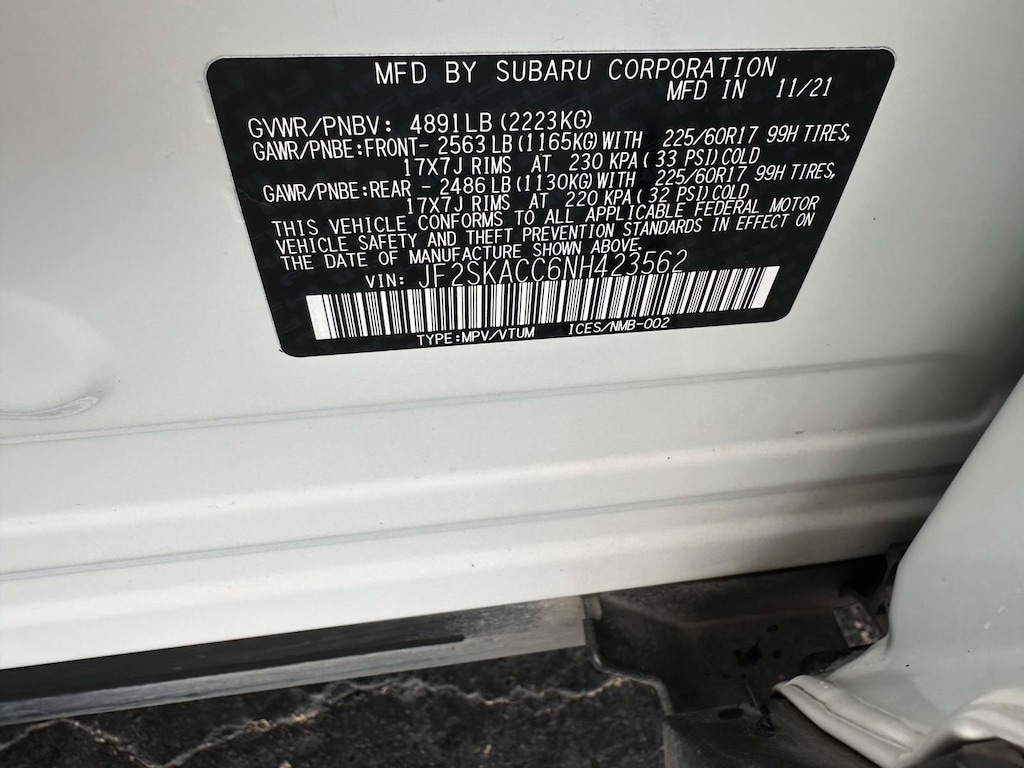 MFD BY SUBARU CORPORATION
MFD IN 11/21
GVWR/PNBV: 4891LB (2223KG)
GAWR/PNBE:FRONT- 2563LB(1165KG)WITH 225/60R17 99H TIRES,
17X7J RIMS AT 230 KPA( 33 PSI)COLD
GAWR/PNBE:REAR - 2486LB(1130KG)WITH 225/60R17 99H TIRES,
17X7J RIMS AT 220 KPA( 32 PSI)COLD
THIS VEHICLE CONFORMS TO ALL APPLICABLE FEDERAL MOTOR
VEHICLE SAFETY AND THEFT PREVENTION STANDARDS IN EFFECT ON
THE DATE OF MANUFACTURE SHOWN ABOVE.
VIN: JF2SKACC6NH423562
TYPE:MPV/VTUM ICES/NMB-002